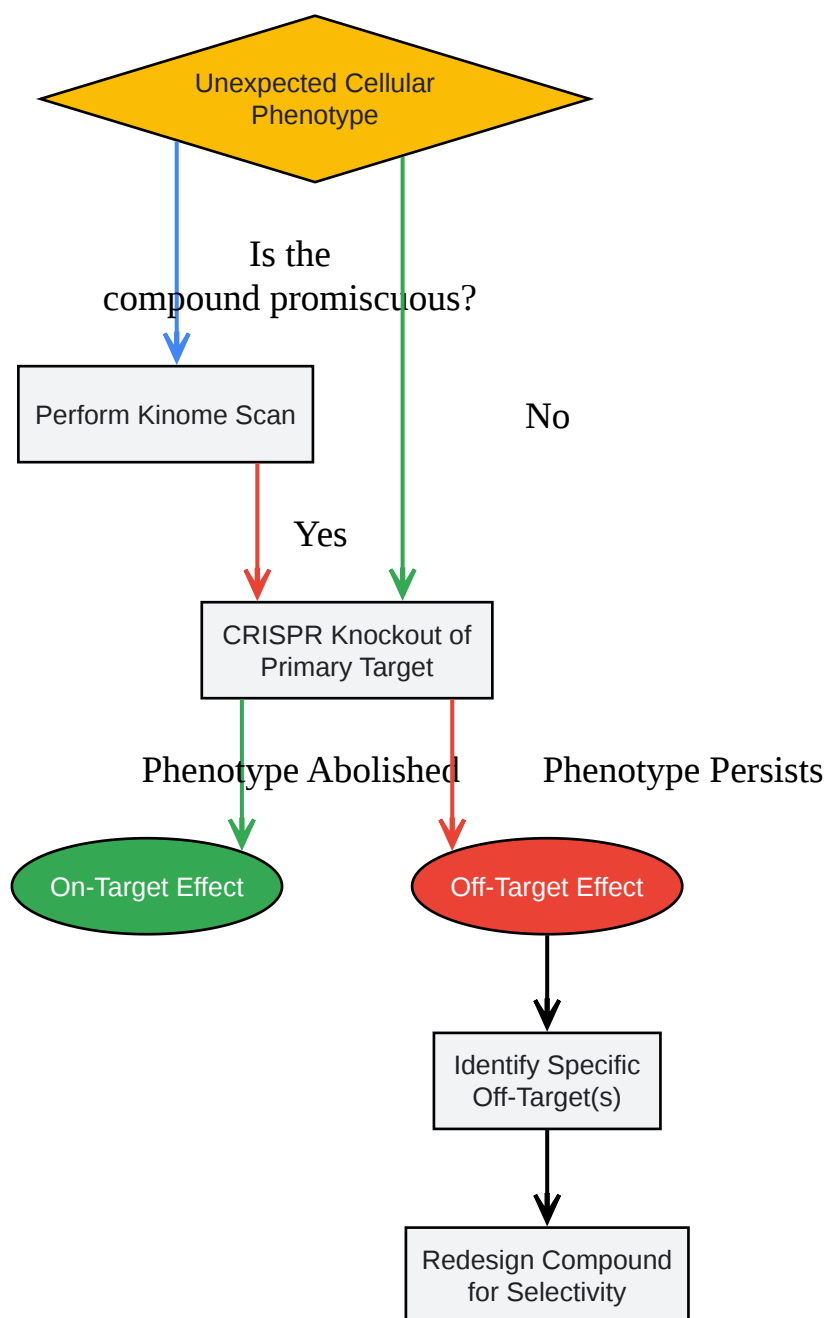 Unexpected Cellular
Phenotype
Is the
compound promiscuous?
Perform Kinome Scan
No
Yes
CRISPR Knockout of
Primary Target
Phenotype Abolished
Phenotype Persists
On-Target Effect
Off-Target Effect
Identify Specific
Off-Target(s)
Redesign Compound
for Selectivity